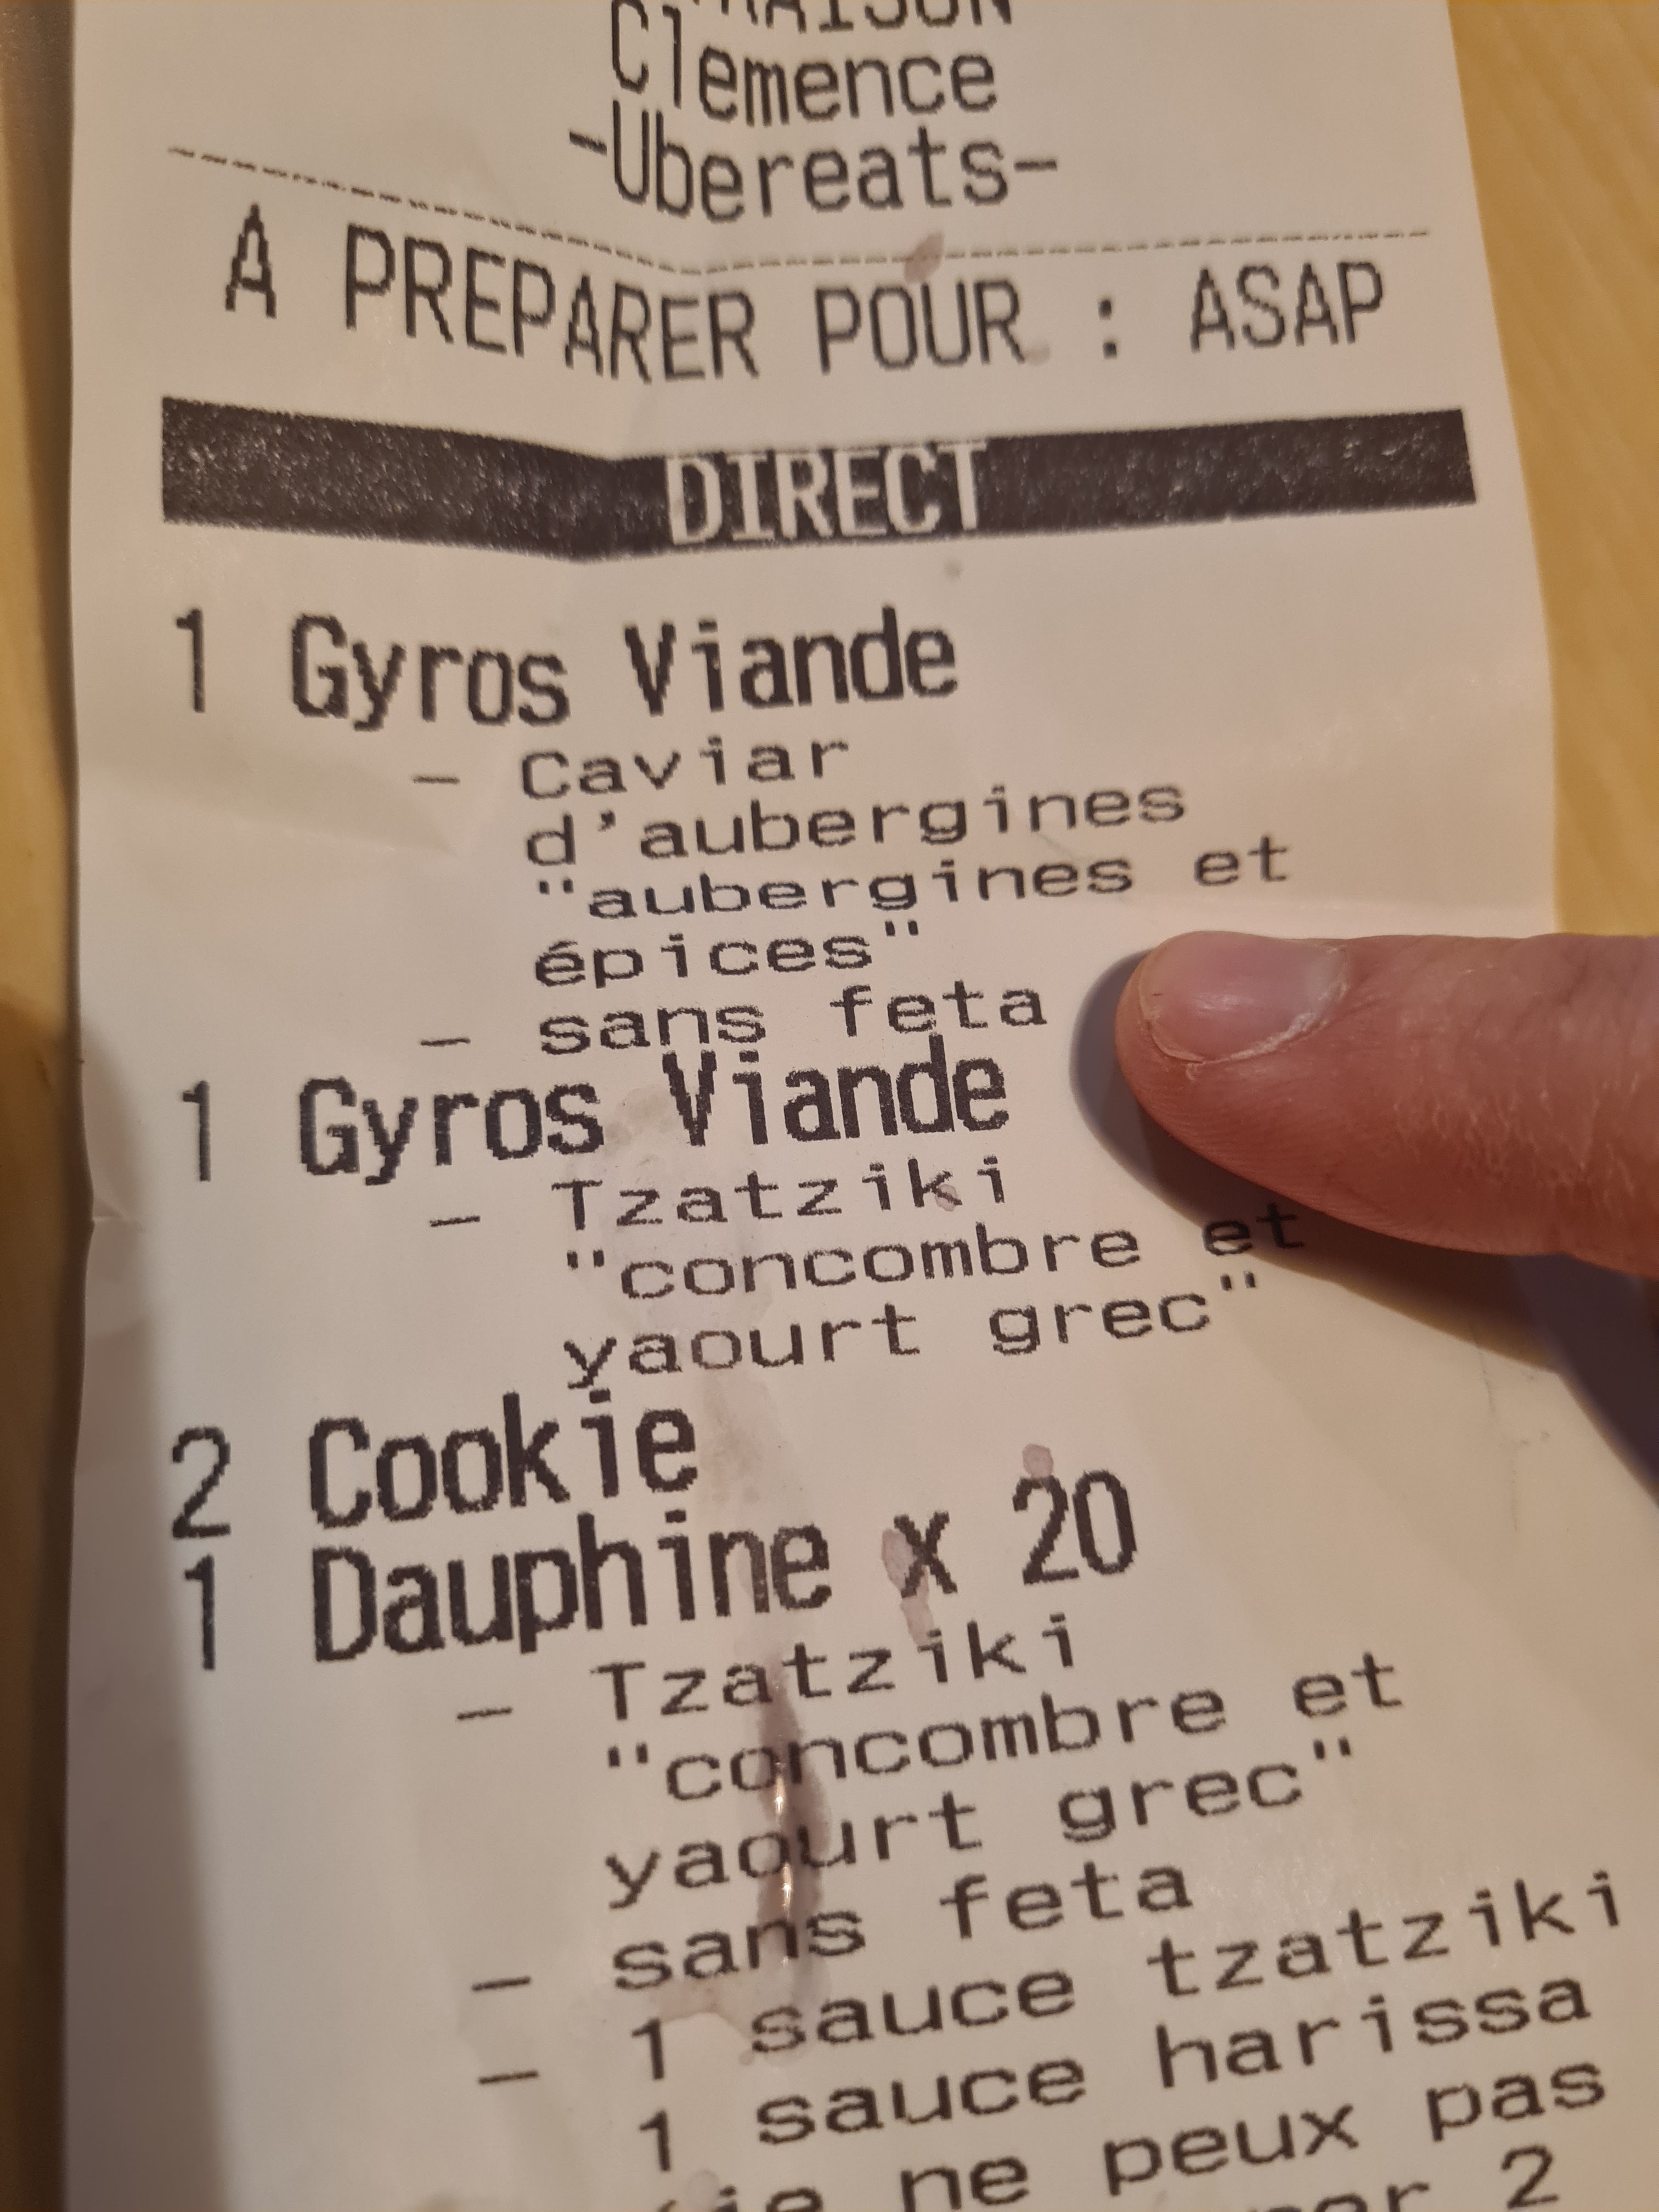 Clemence
-Ubereats-
A PREPARER POUR : ASAP
DIRECT
1 Gyros Viande
- Caviar
d'aubergines
"aubergines et
épices"
- sans feta
1 Gyros Viande
- Tzatziki
"concombre et
yaourt grec"
2 Cookie
1 Dauphine x 20
- Tzatziki
"concombre et
yaourt grec"
- sans feta
- 1 sauce tzatziki
1 sauce harissa
ne peux pas
2